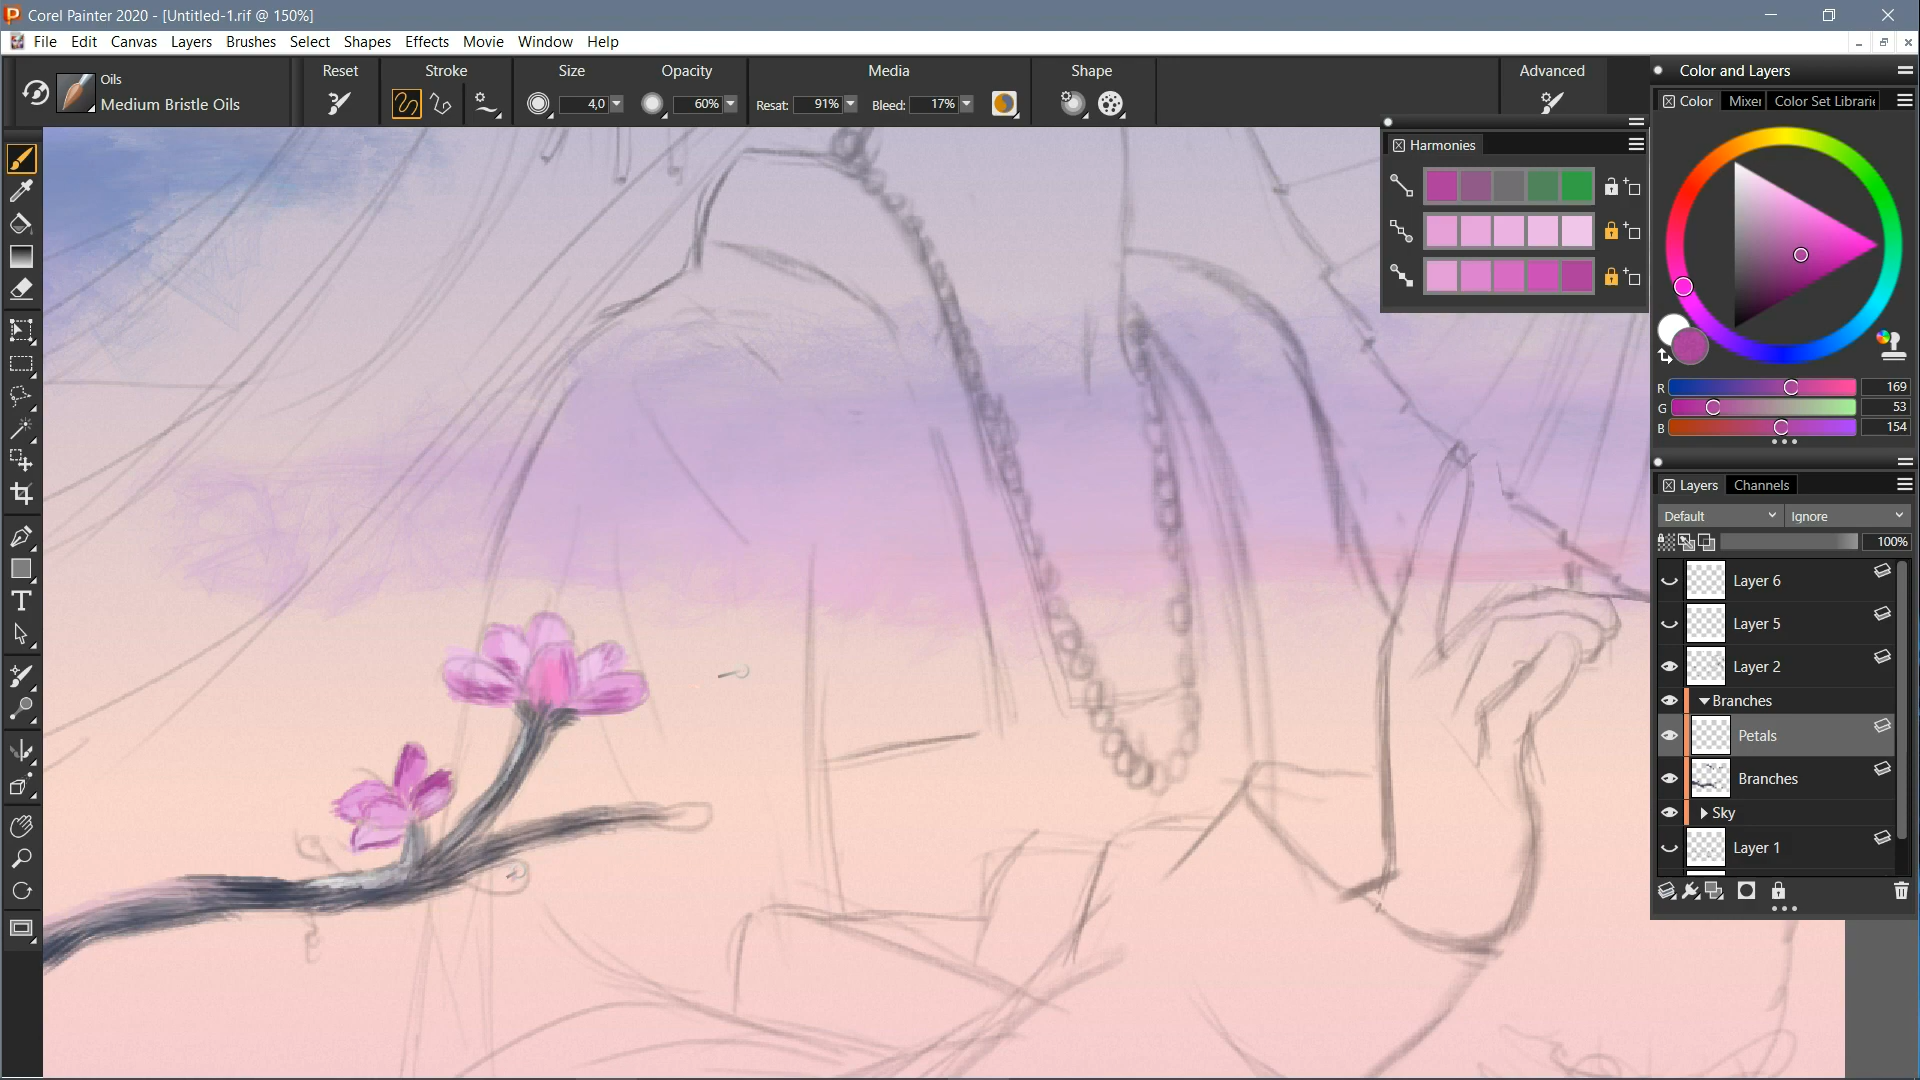 Corel Painter 2020 - [Untitled-1.rif @ 150%]
File Edit Canvas Layers Brushes Select Shapes Effects Movie Window Help
Oils
Medium Bristle Oils
Reset
Stroke
Size
4,0
Opacity
60%
Media
Resat: 91%
Bleed: 17%
Shape
Advanced
Harmonies
Color and Layers
Color Mixer Color Set Librarie
R 169
G 53
B 154
Layers Channels
Default Ignore
100%
Layer 6
Layer 5
Layer 2
Branches
Petals
Branches
Sky
Layer 1
T